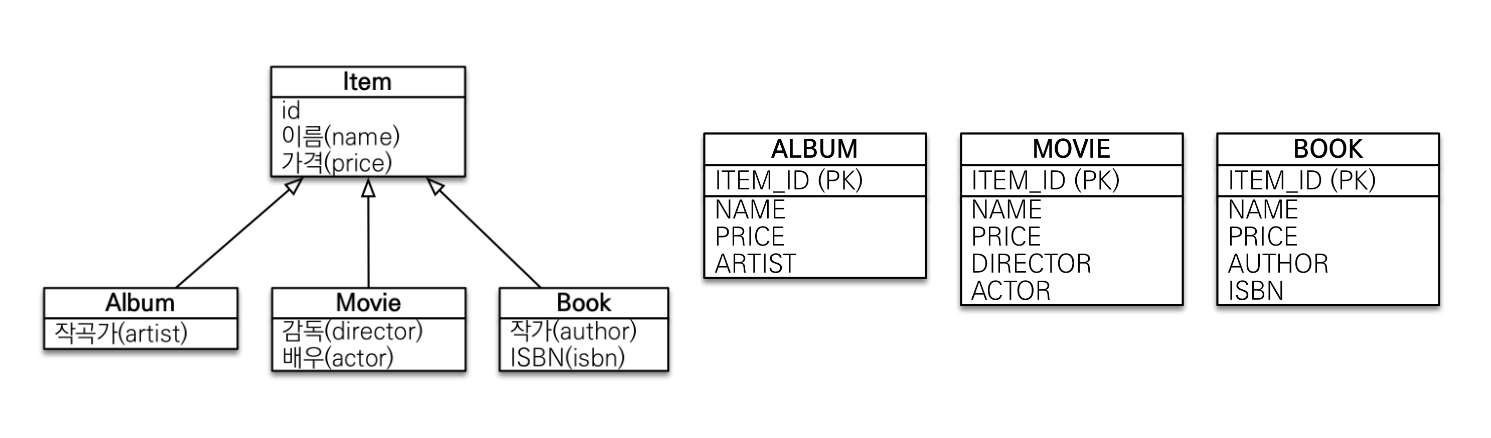 Item
id
이름(name)
가격(price)
Album
작곡가(artist)
Movie
감독(director)
배우(actor)
Book
작가(author)
ISBN(isbn)
ALBUM
ITEM_ID (PK)
NAME
PRICE
ARTIST
MOVIE
ITEM_ID (PK)
NAME
PRICE
DIRECTOR
ACTOR
BOOK
ITEM_ID (PK)
NAME
PRICE
AUTHOR
ISBN